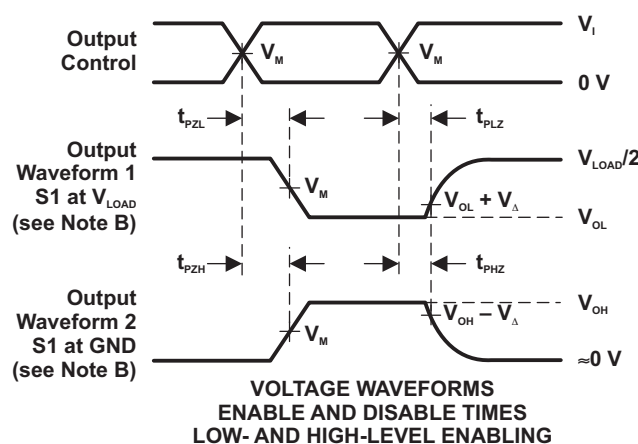 Output
Control
V_M
V_M
V_I
0 V
t_PZL
t_PLZ
Output
Waveform 1
S1 at V_LOAD
(see Note B)
V_M
V_LOAD/2
V_OL + V_Δ
V_OL
t_PZH
t_PHZ
Output
Waveform 2
S1 at GND
(see Note B)
V_M
V_OH
V_OH – V_Δ
≈0 V
VOLTAGE WAVEFORMS
ENABLE AND DISABLE TIMES
LOW- AND HIGH-LEVEL ENABLING